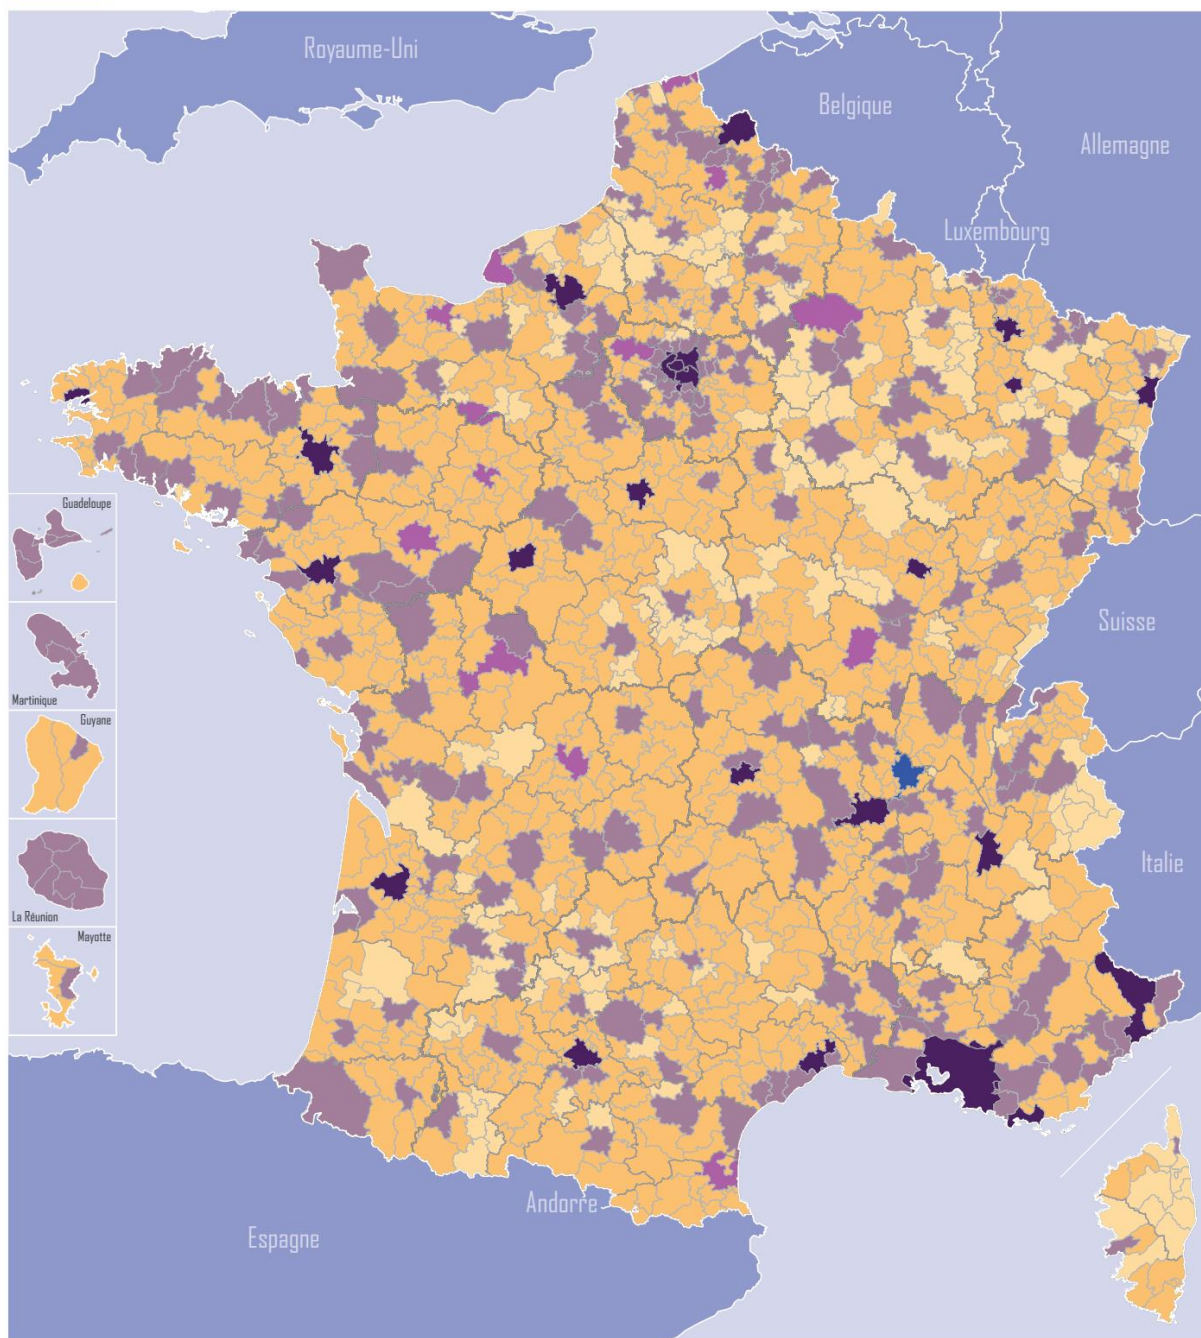 Royaume-Uni
Belgique
Allemagne
Luxembourg
Guadeloupe
Martinique
Guyane
Suisse
La Réunion
Italie
Mayotte
Andorre
Espagne